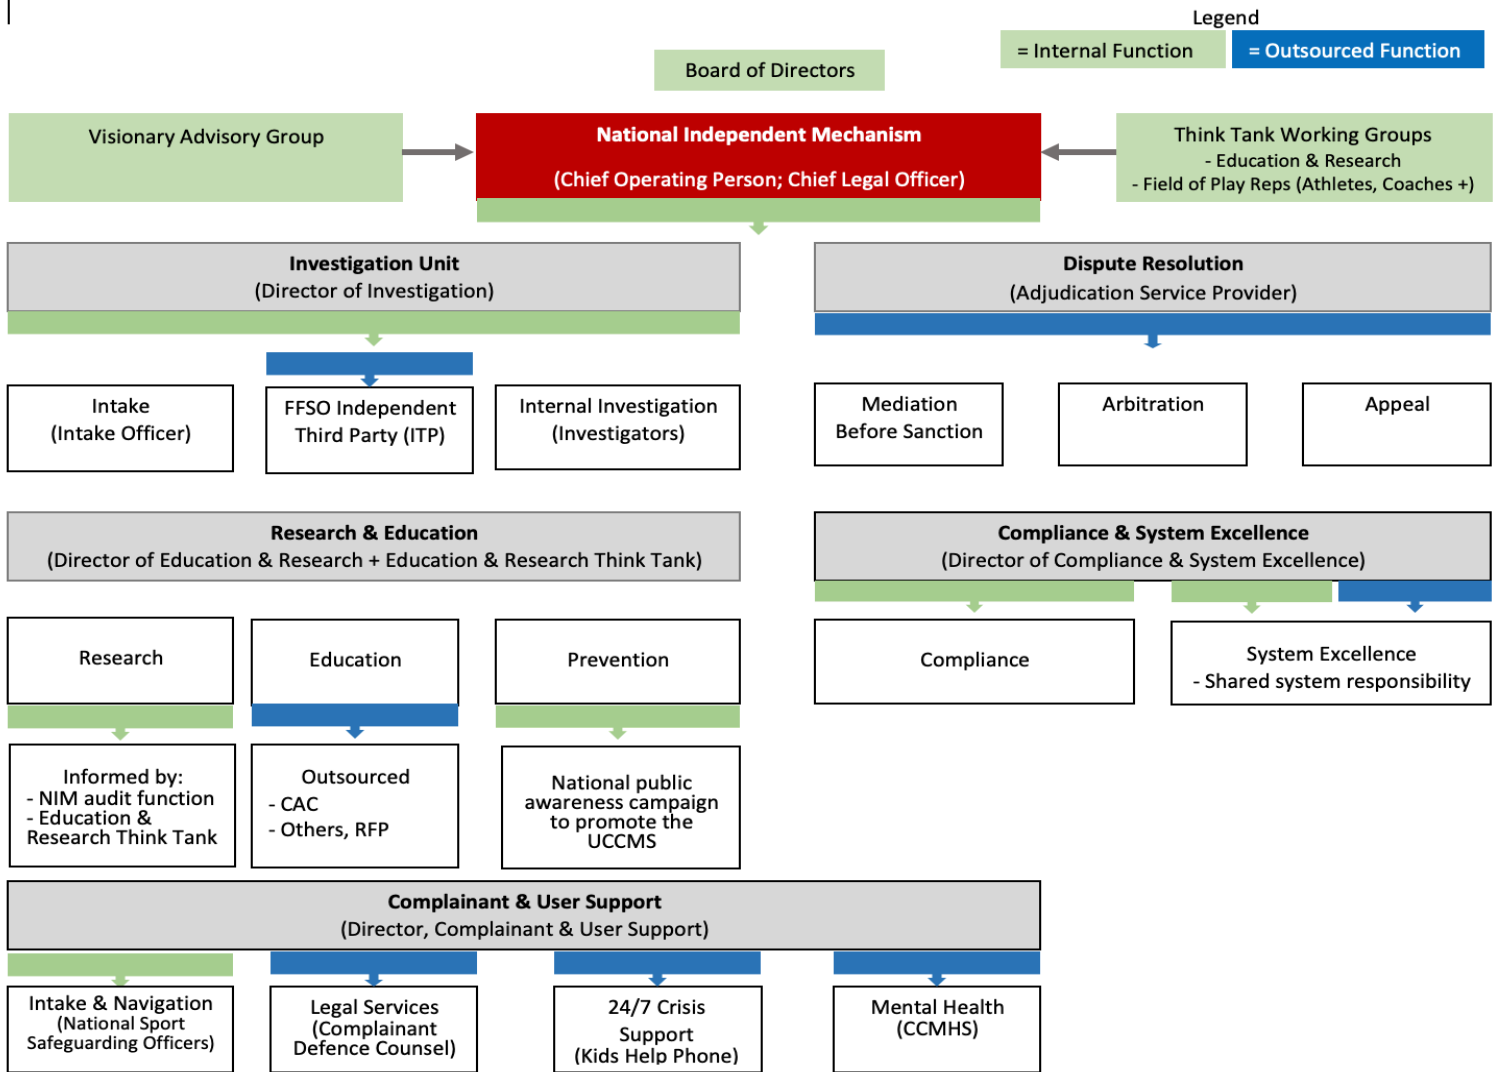 Legend
= Internal Function
= Outsourced Function
Board of Directors
Visionary Advisory Group
National Independent Mechanism
(Chief Operating Person; Chief Legal Officer)
Think Tank Working Groups
- Education & Research
- Field of Play Reps (Athletes, Coaches +)
Investigation Unit
(Director of Investigation)
Dispute Resolution
(Adjudication Service Provider)
Intake
(Intake Officer)
FFSO Independent
Third Party (ITP)
Internal Investigation
(Investigators)
Mediation
Before Sanction
Arbitration
Appeal
Research & Education
(Director of Education & Research + Education & Research Think Tank)
Compliance & System Excellence
(Director of Compliance & System Excellence)
Research
Education
Prevention
Compliance
System Excellence
- Shared system responsibility
Informed by:
- NIM audit function
- Education &
Research Think Tank
Outsourced
- CAC
- Others, RFP
National public
awareness campaign
to promote the
UCCMS
Complainant & User Support
(Director, Complainant & User Support)
Intake & Navigation
(National Sport
Safeguarding Officers)
Legal Services
(Complainant
Defence Counsel)
24/7 Crisis
Support
(Kids Help Phone)
Mental Health
(CCMHS)